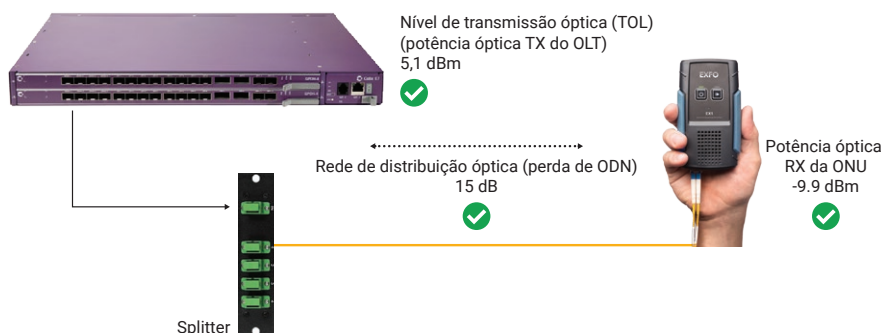 Nível de transmissão óptica (TOL)
(potência óptica TX do OLT)
5,1 dBm
EXFO
Rede de distribuição óptica (perda de ODN)
15 dB
Potência óptica
RX da ONU
-9.9 dBm
Splitter